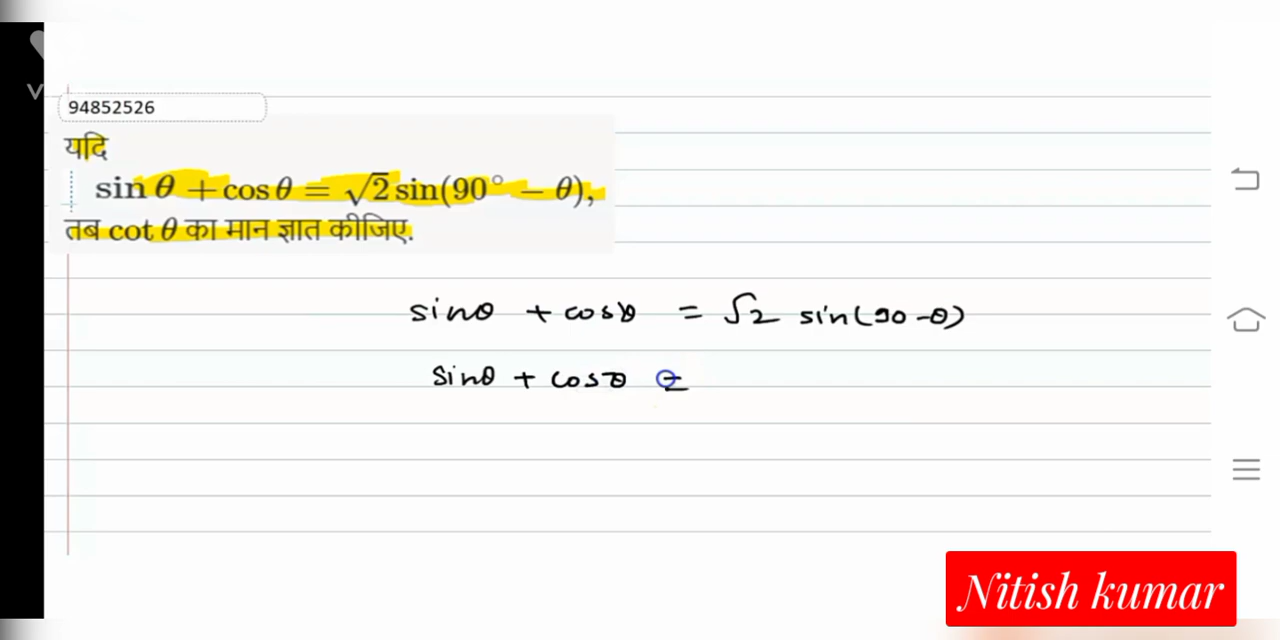 94852526
यदि
sin θ + cos θ = √2 sin(90° − θ),
तब cot θ का मान ज्ञात कीजिए.
sinθ + cosθ = √2 sin(90-θ)
sinθ + cosθ =
Nitish kumar